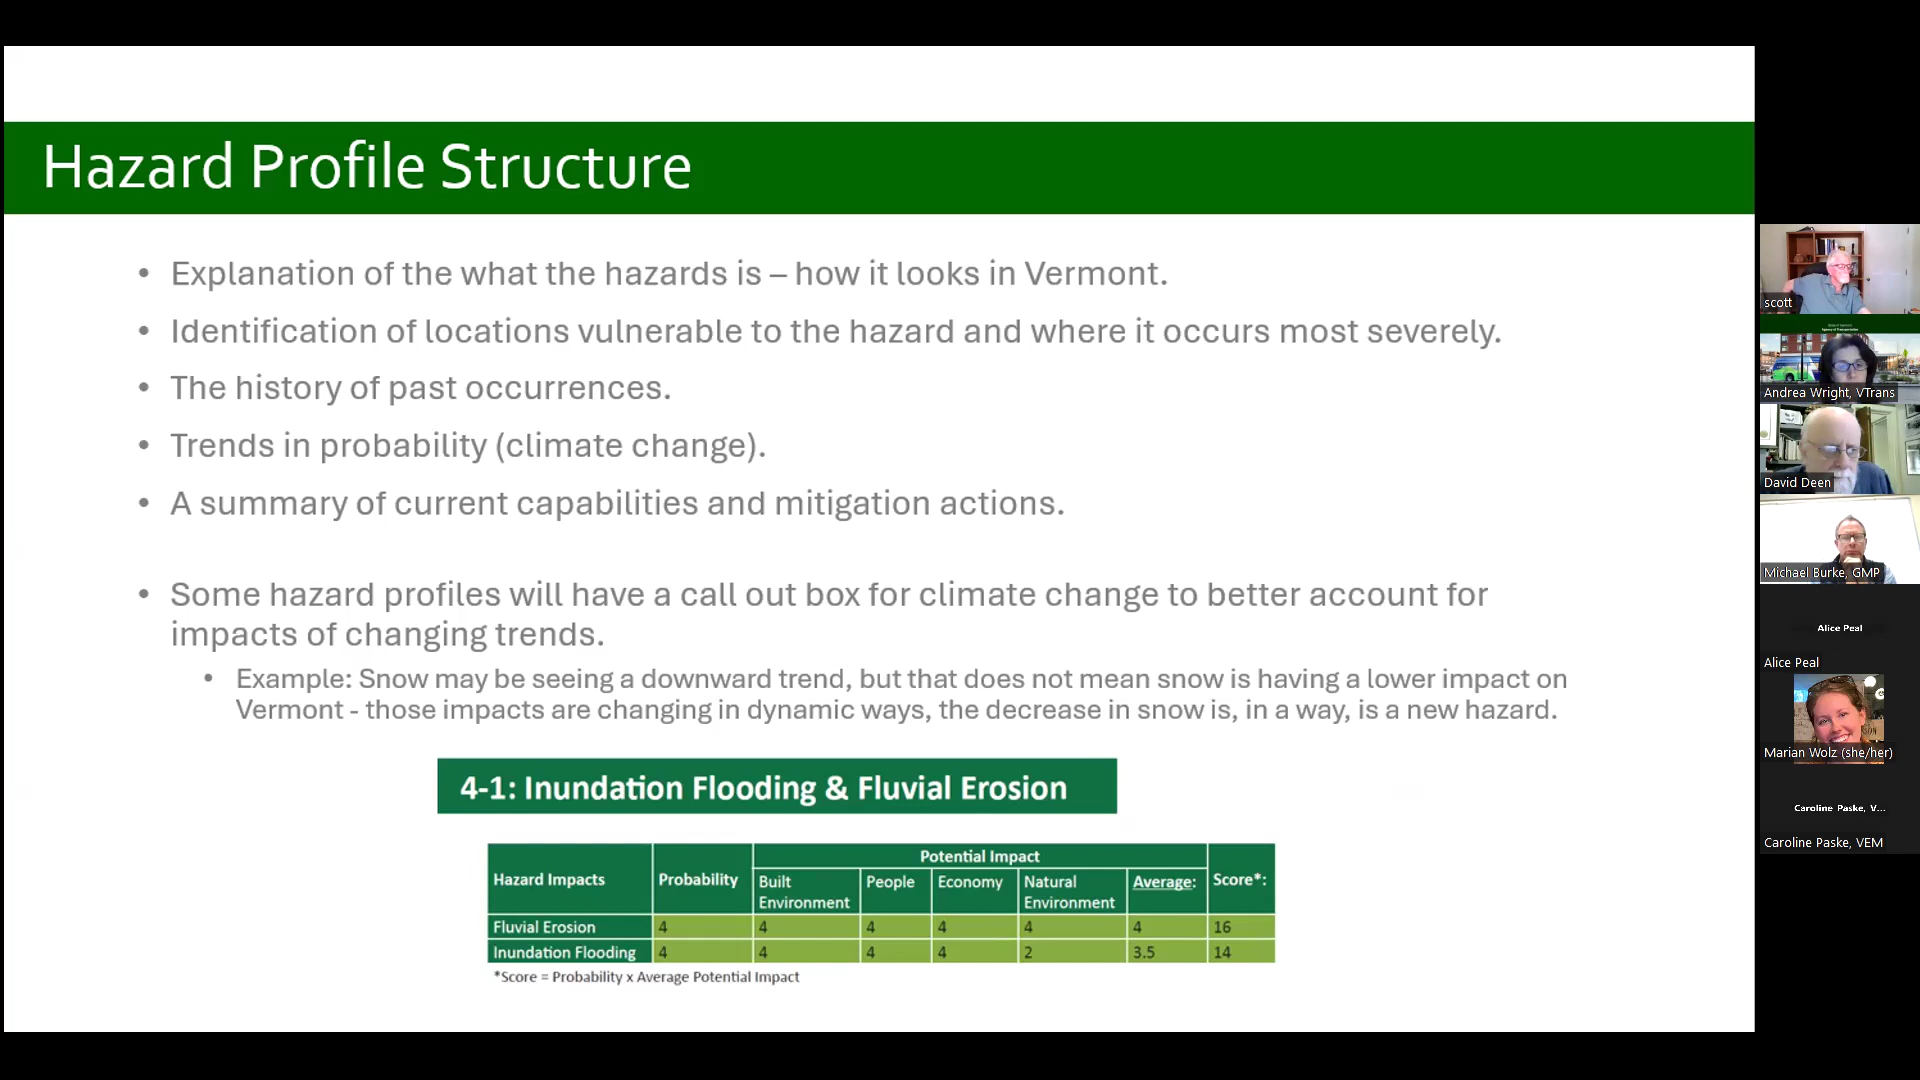 Hazard Profile Structure
• Explanation of the what the hazards is – how it looks in Vermont.
• Identification of locations vulnerable to the hazard and where it occurs most severely.
• The history of past occurrences.
• Trends in probability (climate change).
• A summary of current capabilities and mitigation actions.
• Some hazard profiles will have a call out box for climate change to better account for
impacts of changing trends.
• Example: Snow may be seeing a downward trend, but that does not mean snow is having a lower impact on
Vermont - those impacts are changing in dynamic ways, the decrease in snow is, in a way, is a new hazard.
4-1: Inundation Flooding & Fluvial Erosion
Potential Impact
Hazard Impacts Probability Built Environment People Economy Natural Environment Average: Score*:
Fluvial Erosion 4 4 4 4 4 4 16
Inundation Flooding 4 4 4 4 2 3.5 14
*Score = Probability x Average Potential Impact
scott
Andrea Wright, VTrans
David Deen
Michael Burke, GMP
Alice Peal
Alice Peal
Marian Wolz (she/her)
Caroline Paske, V...
Caroline Paske, VEM